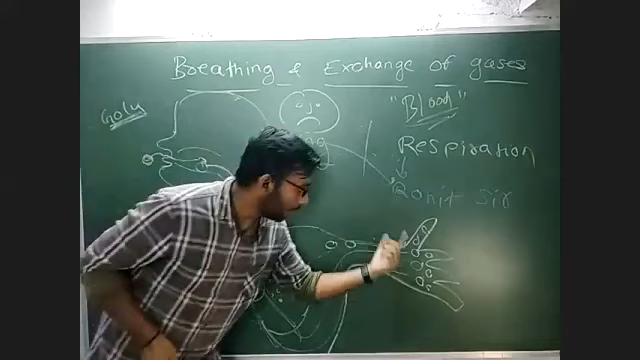 Breathing & Exchange of gases
Goly
"Blood"
Respiration
Ronit Sir